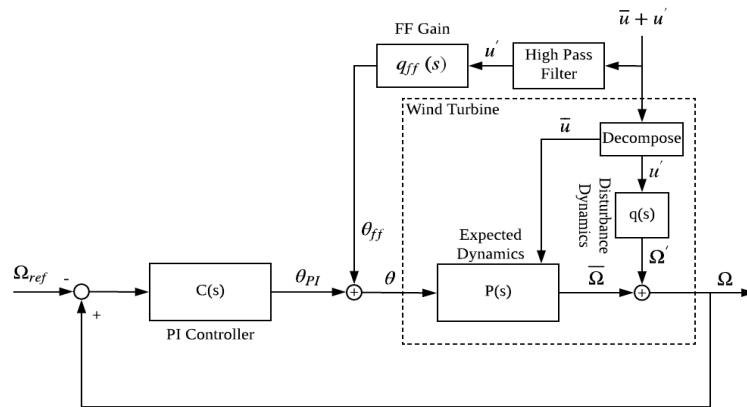 u̅ + u′
FF Gain
q_ff (s)
u′
High Pass
Filter
Wind Turbine
u̅
Decompose
u′
Disturbance
Dynamics
q(s)
θ_ff
Expected
Dynamics
Ω′
Ω_ref
-
C(s)
θ_PI
+
θ
P(s)
Ω̅
+
Ω
+
PI Controller